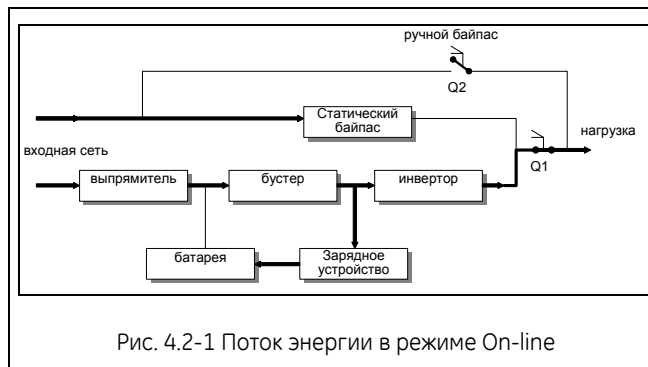 ручной байпас
Q2
Статический
байпас
нагрузка
входная сеть
Q1
выпрямитель
бустер
инвертор
батарея
Зарядное
устройство
Рис. 4.2-1 Поток энергии в режиме On-line